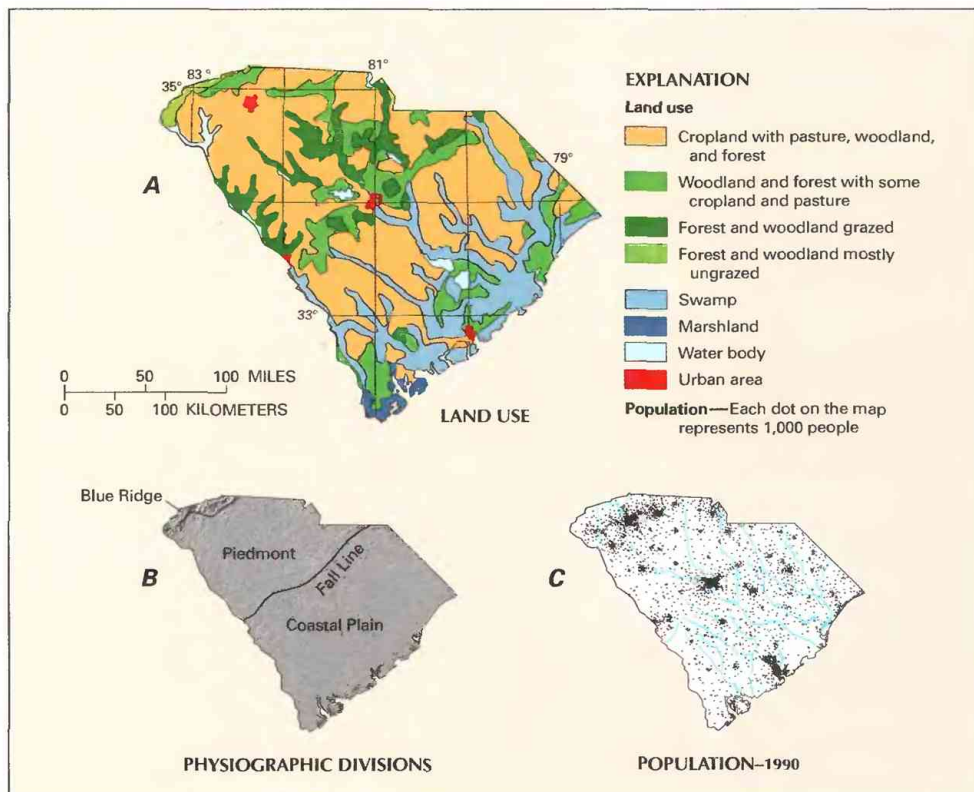 83°
81°
35°
79°
A
33°
0 50 100 MILES
0 50 100 KILOMETERS
LAND USE
EXPLANATION
Land use
Cropland with pasture, woodland,
and forest
Woodland and forest with some
cropland and pasture
Forest and woodland grazed
Forest and woodland mostly
ungrazed
Swamp
Marshland
Water body
Urban area
Population—Each dot on the map
represents 1,000 people
Blue Ridge
Piedmont
Fall Line
B
Coastal Plain
PHYSIOGRAPHIC DIVISIONS
C
POPULATION–1990